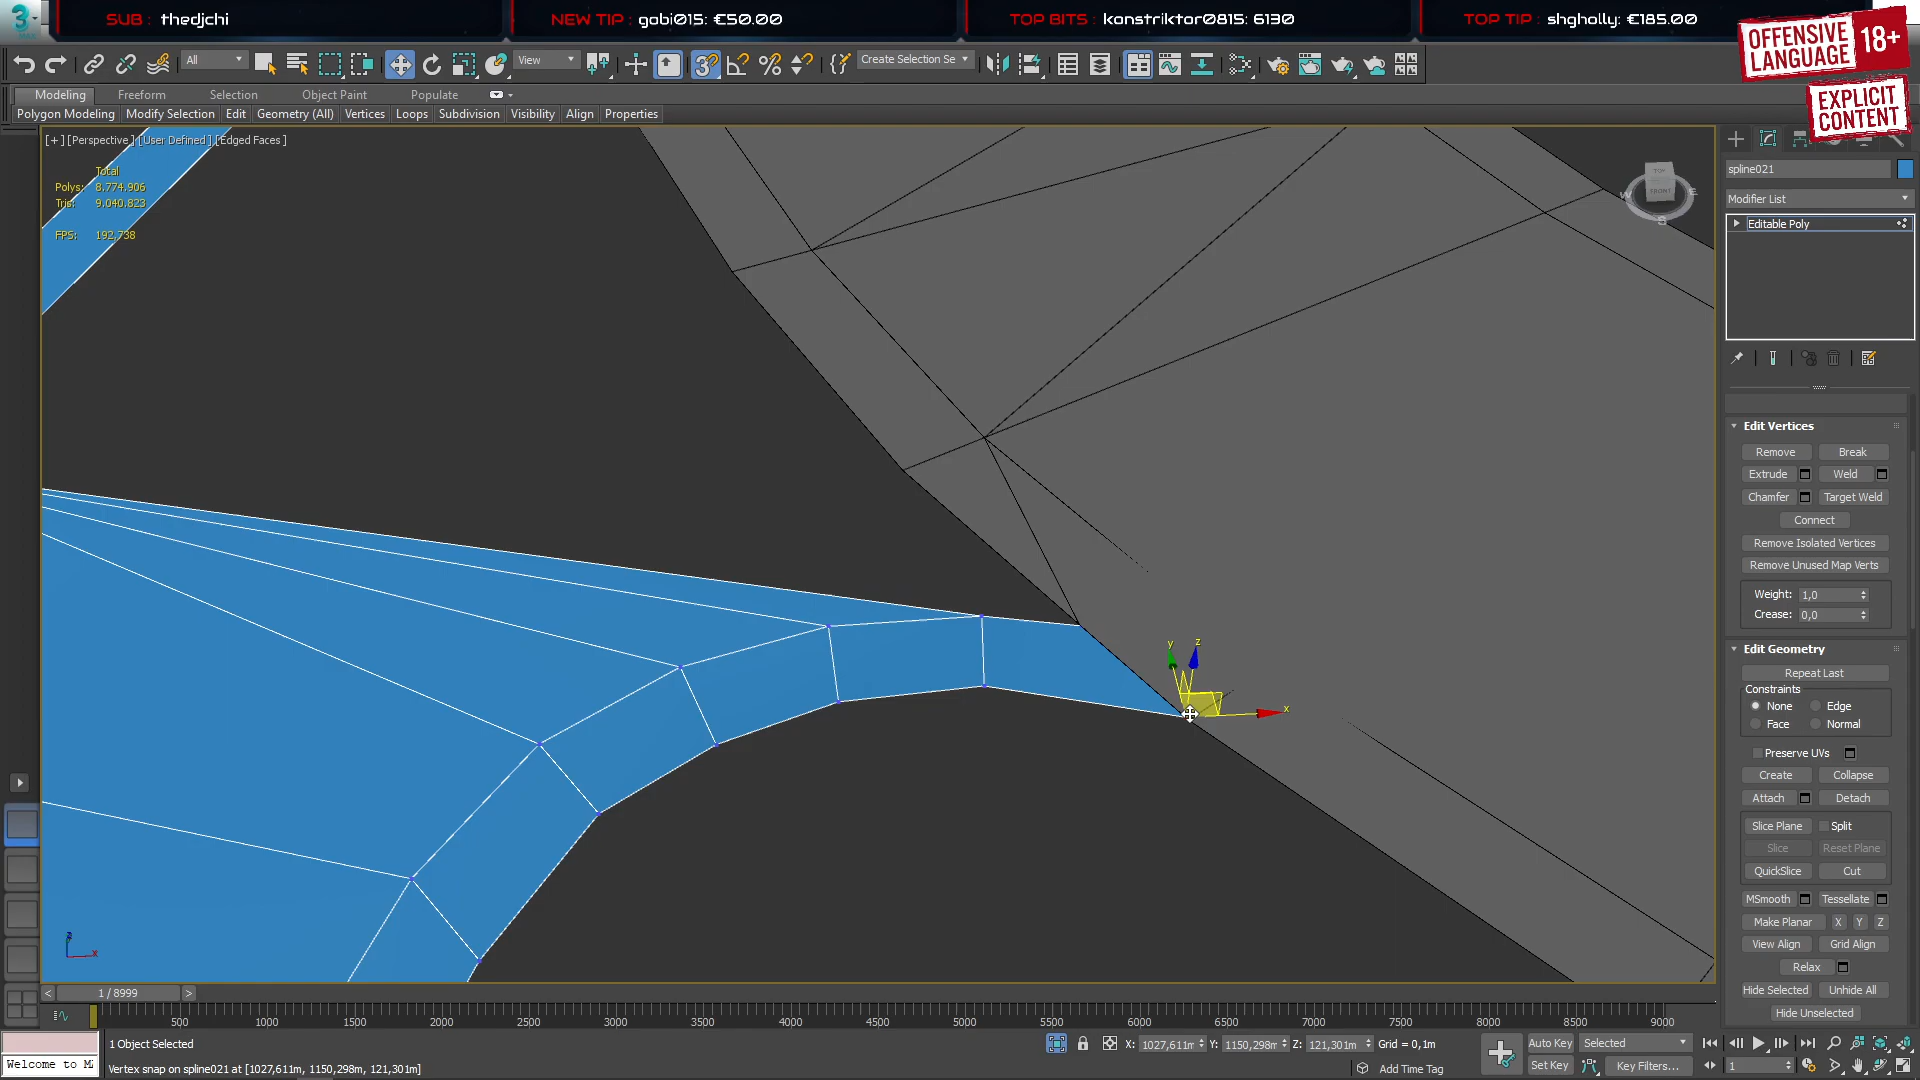 SUB : thedjchi
NEW TIP : gabi015: €50.00
TOP BITS : konstriktor0815: 6130
TOP TIP : shgholly: €185.00
OFFENSIVE LANGUAGE 18+
EXPLICIT CONTENT
All
View
Create Selection Se
Modeling
Freeform
Selection
Object Paint
Populate
Polygon Modeling
Modify Selection
Edit
Geometry (All)
Vertices
Loops
Subdivision
Visibility
Align
Properties
[+] [Perspective] [User Defined] [Edged Faces]
Total
Polys: 8.774.906
Tris: 9.040.823
FPS: 192,738
TOP
FRONT
W
E
S
spline021
Modifier List
Editable Poly
Edit Vertices
Remove
Break
Extrude
Weld
Chamfer
Target Weld
Connect
Remove Isolated Vertices
Remove Unused Map Verts
Weight: 1,0
Crease: 0,0
Edit Geometry
Repeat Last
Constraints
None
Edge
Face
Normal
Preserve UVs
Create
Collapse
Attach
Detach
Slice Plane
Split
Slice
Reset Plane
QuickSlice
Cut
MSmooth
Tessellate
Make Planar
X
Y
Z
View Align
Grid Align
Relax
Hide Selected
Unhide All
Hide Unselected
y
z
x
z
x
< 1 / 8999 >
500 1000 1500 2000 2500 3000 3500 4000 4500 5000 5500 6000 6500 7000 7500 8000 8500 9000
1 Object Selected
X: 1027,611m
Y: 1150,298m
Z: 121,301m
Grid = 0,1m
Auto Key
Selected
Welcome to M
Vertex snap on spline021 at [1027,611m, 1150,298m, 121,301m]
Add Time Tag
Set Key
Key Filters...
1